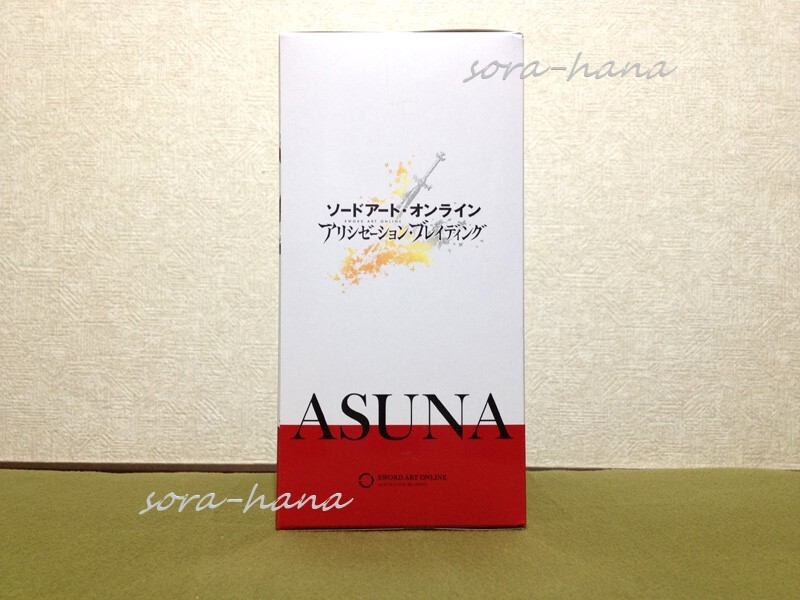 sora-hana
ソードアート・オンライン
SWORD ART ONLINE
アリシゼーション・ブレイディング
ASUNA
SWORD ART ONLINE
sora-hana